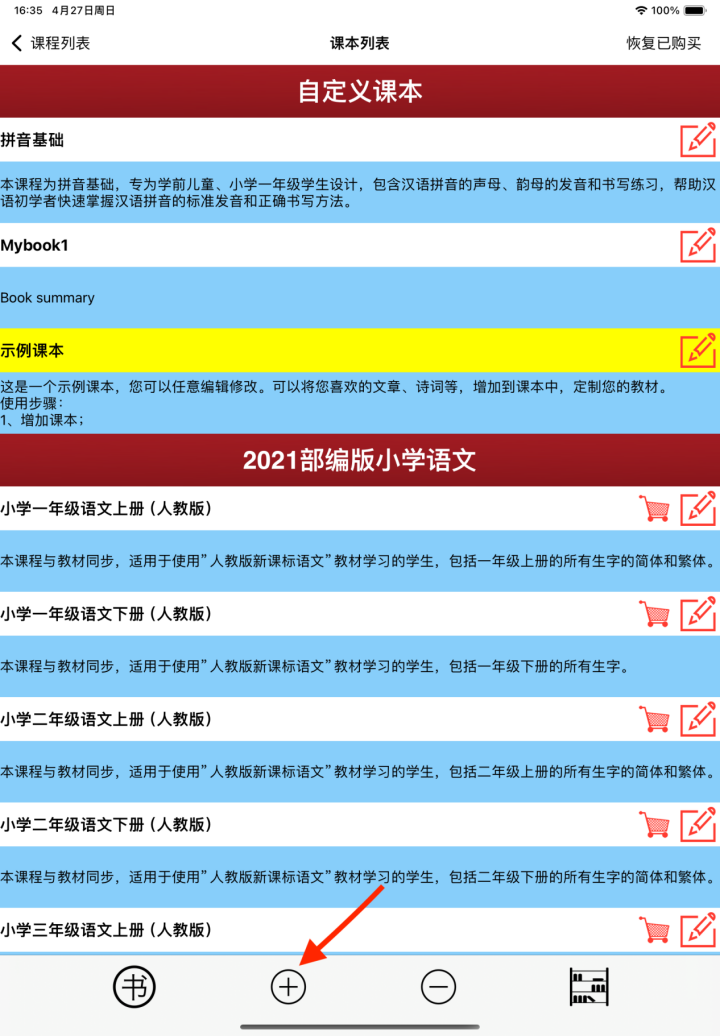 16:35 4月27日周日
100%
课程列表
课本列表
恢复已购买
自定义课本
拼音基础
本课程为拼音基础，专为学前儿童、小学一年级学生设计，包含汉语拼音的声母、韵母的发音和书写练习，帮助汉
语初学者快速掌握汉语拼音的标准发音和正确书写方法。
Mybook1
Book summary
示例课本
这是一个示例课本，您可以任意编辑修改。可以将您喜欢的文章、诗词等，增加到课本中，定制您的教材。
使用步骤：
1、增加课本；
2021部编版小学语文
小学一年级语文上册（人教版）
本课程与教材同步，适用于使用”人教版新课标语文”教材学习的学生，包括一年级上册的所有生字的简体和繁体。
小学一年级语文下册（人教版）
本课程与教材同步，适用于使用”人教版新课标语文”教材学习的学生，包括一年级下册的所有生字。
小学二年级语文上册（人教版）
本课程与教材同步，适用于使用”人教版新课标语文”教材学习的学生，包括二年级上册的所有生字的简体和繁体。
小学二年级语文下册（人教版）
本课程与教材同步，适用于使用”人教版新课标语文”教材学习的学生，包括二年级下册的所有生字的简体和繁体。
小学三年级语文上册（人教版）
书